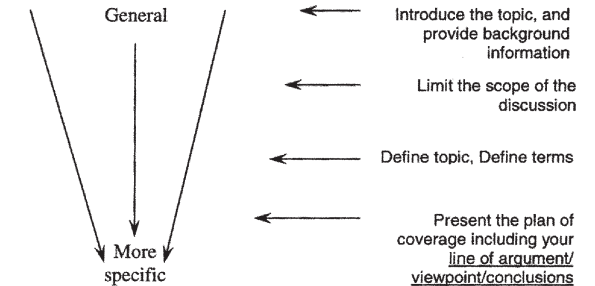 General
Introduce the topic, and
provide background
information
Limit the scope of the
discussion
Define topic, Define terms
Present the plan of
coverage including your
line of argument/
viewpoint/conclusions
More
specific